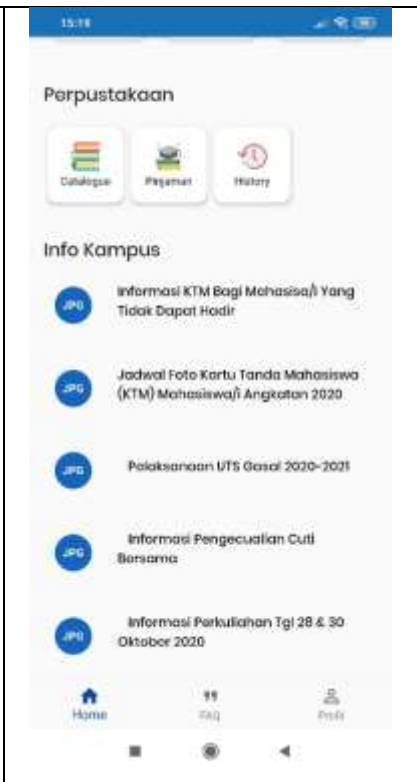 15:19
Perpustakaan
Catalogue Pinjaman History
Info Kampus
JPG
Informasi KTM Bagi Mahasisa/i Yang
Tidak Dapat Hadir
JPG
Jadwal Foto Kartu Tanda Mahasiswa
(KTM) Mahasiswa/i Angkatan 2020
JPG
Pelaksanaan UTS Gasal 2020-2021
JPG
Informasi Pengecualian Cuti
Bersama
JPG
Informasi Perkuliahan Tgl 28 & 30
Oktober 2020
Home FAQ Profil